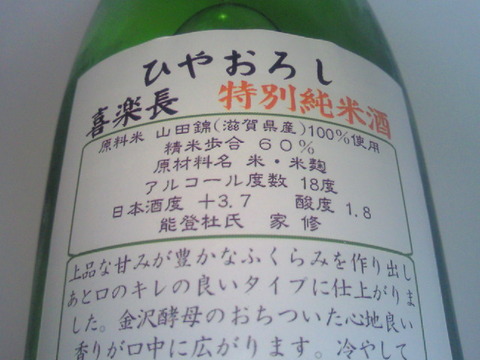 ひやおろし
喜楽長 特別純米酒
原料米 山田錦(滋賀県産)100%使用
精米歩合 60%
原材料名 米・米麹
アルコール度数 18度
日本酒度 +3.7 酸度 1.8
能登杜氏 家修
上品な甘みが豊かなふくらみを作り出し
あと口のキレの良いタイプに仕上がりま
した。金沢酵母のおちついた心地良い
香りが口中に広がります。冷やして